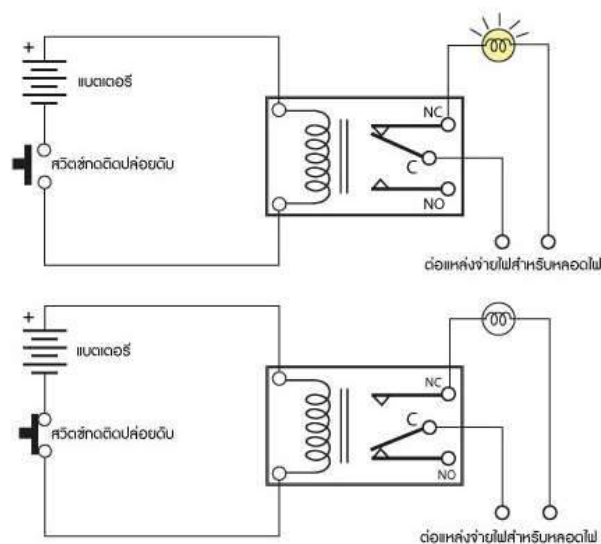 +
แบตเตอรี่
สวิตช์กดติดปล่อยดับ
NC
C
NO
ต่อแหล่งจ่ายไฟสำหรับหลอดไฟ
+
แบตเตอรี่
สวิตช์กดติดปล่อยดับ
NC
C
NO
ต่อแหล่งจ่ายไฟสำหรับหลอดไฟ